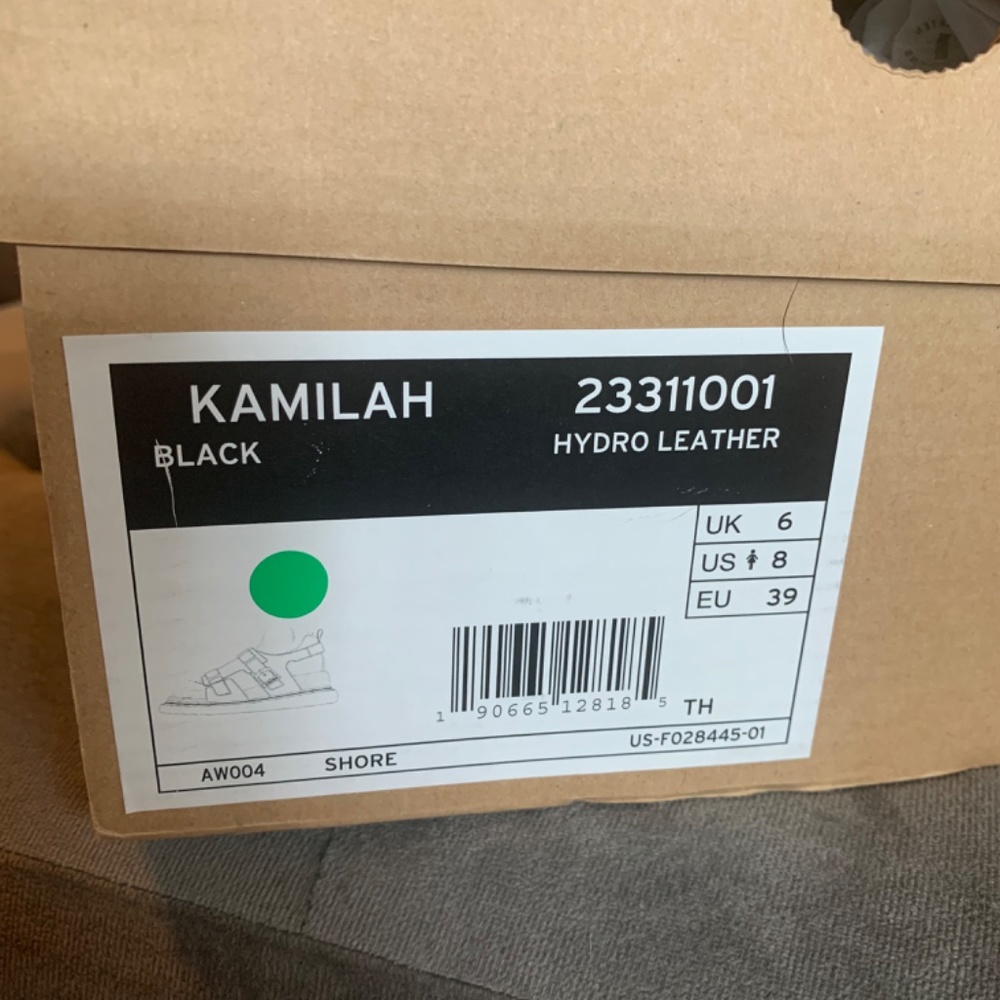 KAMILAH 23311001
BLACK HYDRO LEATHER
UK 6
US 8
EU 39
1 90665 12818 5 TH
US-F028445-01
AW004 SHORE